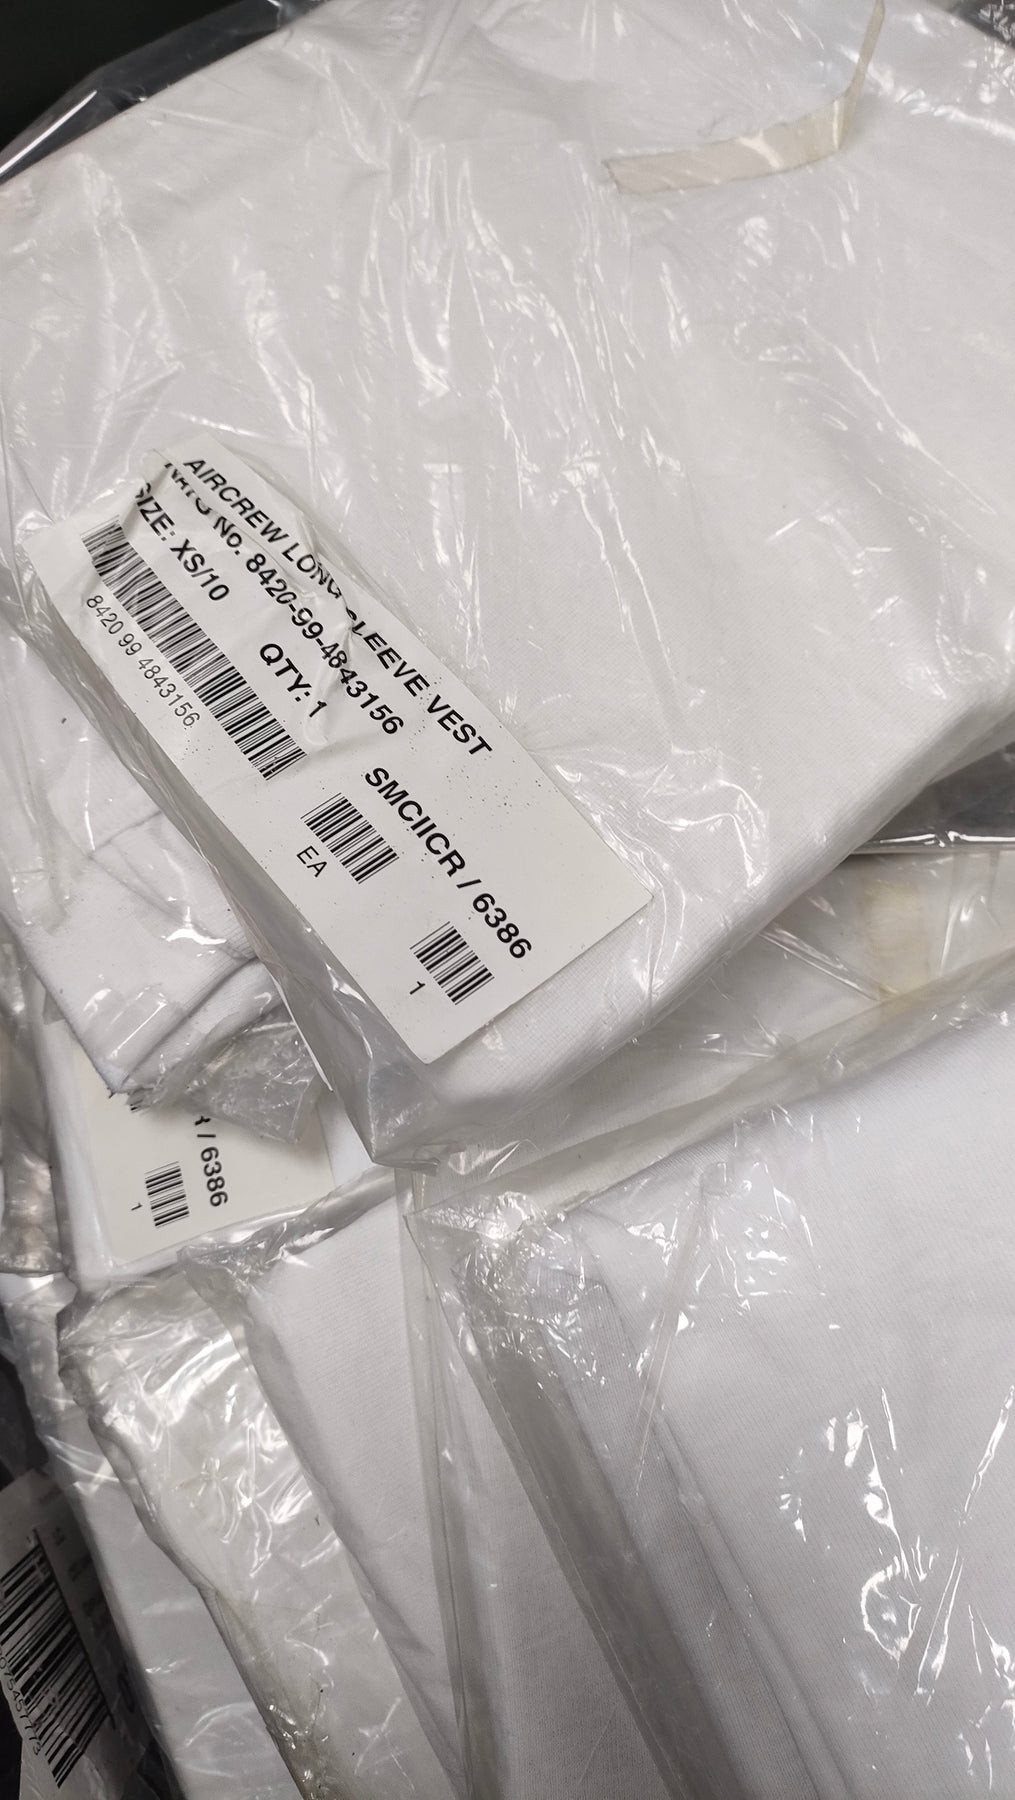 AIRCREW LONG SLEEVE VEST
NATO No. 8420-99-4843156
SIZE: XS/10
QTY: 1
SMCIICR / 6386
8420 99 4843156
EA
1
R / 6386
1